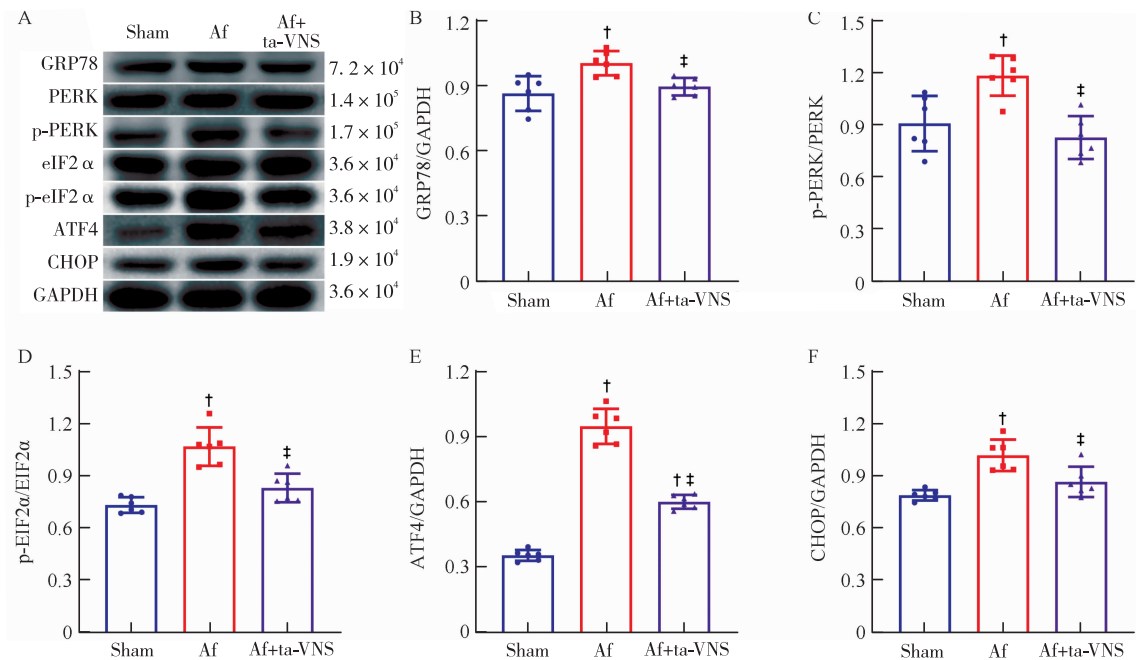 A
Sham
Af
Af+
ta-VNS
GRP78
7.2 × 10⁴
PERK
1.4 × 10⁵
p-PERK
1.7 × 10⁵
eIF2 α
3.6 × 10⁴
p-eIF2 α
3.6 × 10⁴
ATF4
3.8 × 10⁴
CHOP
1.9 × 10⁴
GAPDH
3.6 × 10⁴
B
GRP78/GAPDH
1.2
0.9
0.6
0.3
0
†
‡
Sham
Af
Af+ta-VNS
C
p-PERK/PERK
1.5
1.2
0.9
0.6
0.3
0
†
‡
Sham
Af
Af+ta-VNS
D
p-EIF2α/EIF2α
1.5
1.2
0.9
0.6
0.3
0
†
‡
Sham
Af
Af+ta-VNS
E
ATF4/GAPDH
1.2
0.9
0.6
0.3
0
†
† ‡
Sham
Af
Af+ta-VNS
F
CHOP/GAPDH
1.5
1.2
0.9
0.6
0.3
0
†
‡
Sham
Af
Af+ta-VNS